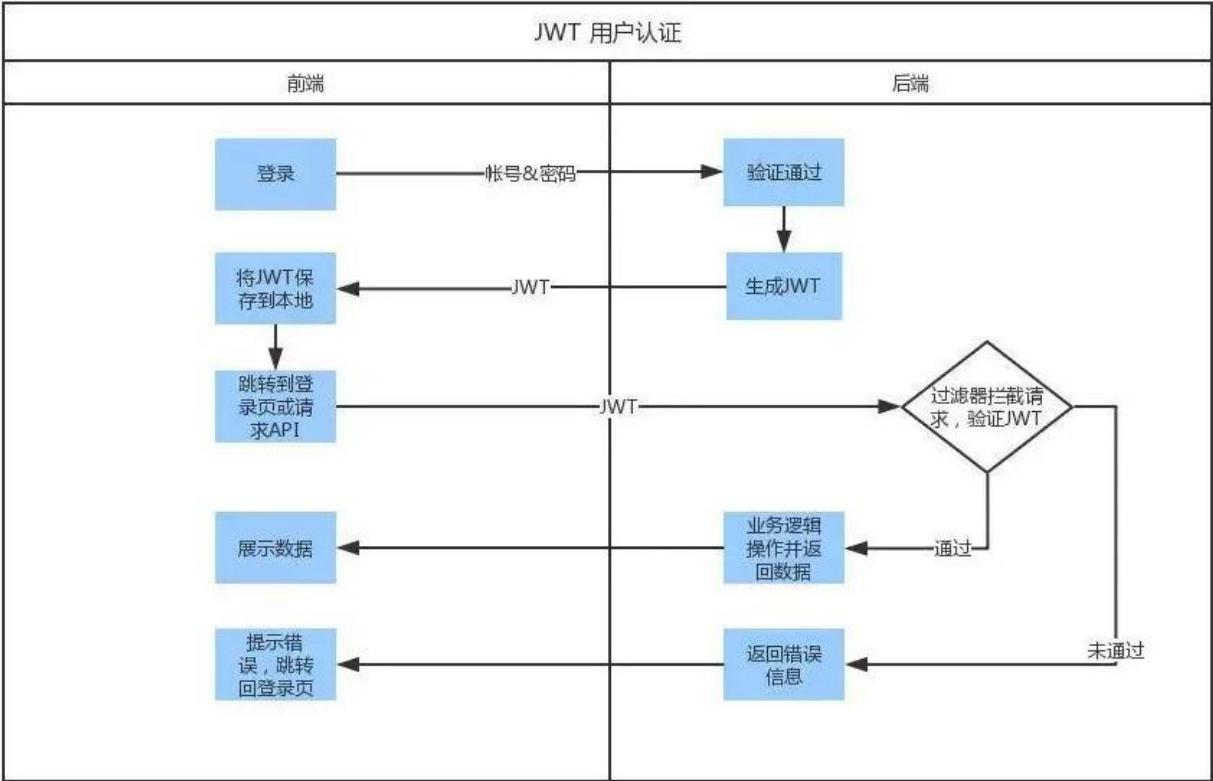 JWT 用户认证
前端
后端
登录
帐号&密码
验证通过
将JWT保
存到本地
JWT
生成JWT
跳转到登
录页或请
求API
JWT
过滤器拦截请
求，验证JWT
展示数据
业务逻辑
操作并返
回数据
通过
提示错
误，跳转
回登录页
返回错误
信息
未通过